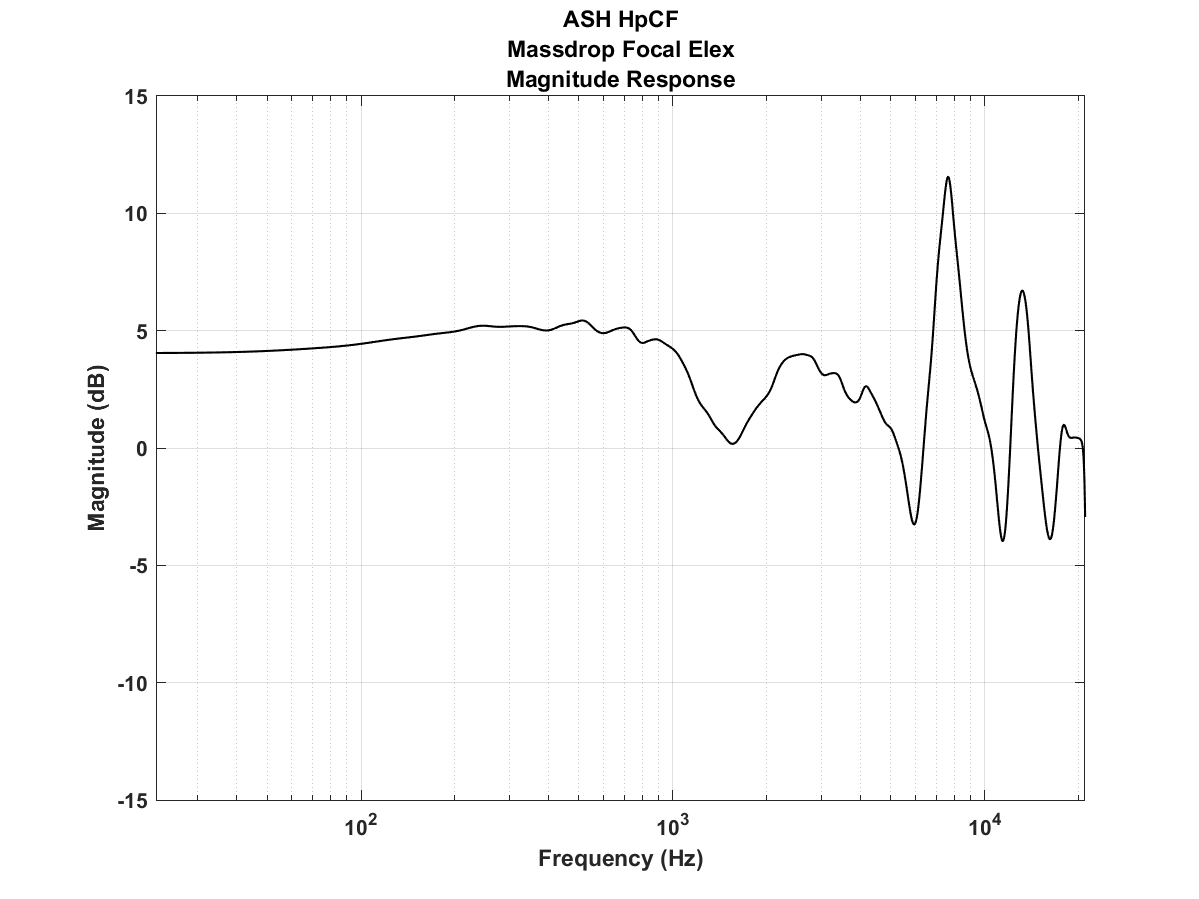 ASH HpCF
Massdrop Focal Elex
Magnitude Response
15
10
5
0
-5
-10
-15
Magnitude (dB)
10^2
10^3
10^4
Frequency (Hz)